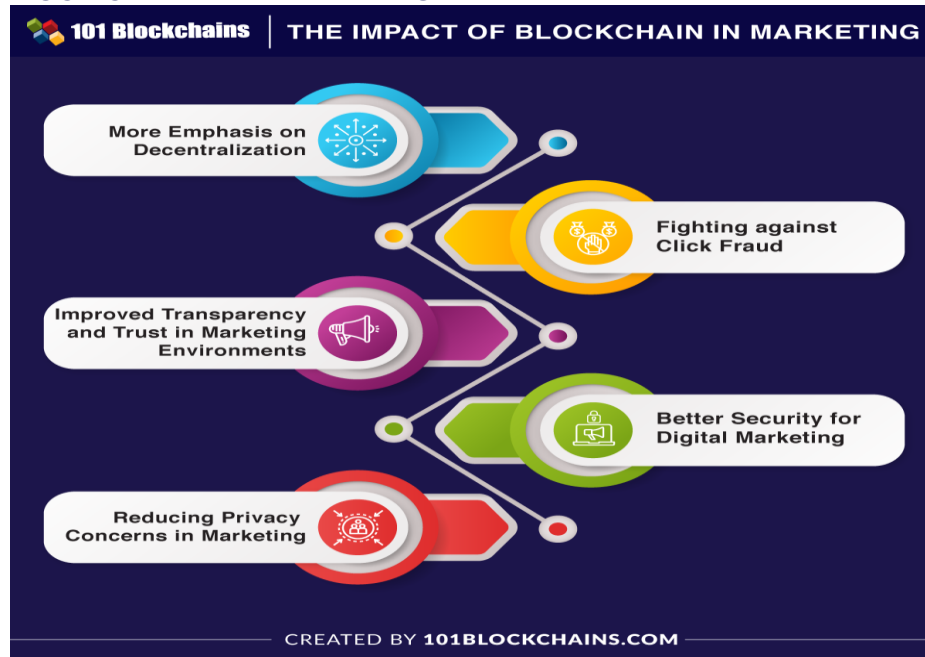 101 Blockchains
THE IMPACT OF BLOCKCHAIN IN MARKETING
More Emphasis on
Decentralization
Fighting against
Click Fraud
Improved Transparency
and Trust in Marketing
Environments
Better Security for
Digital Marketing
Reducing Privacy
Concerns in Marketing
CREATED BY 101BLOCKCHAINS.COM